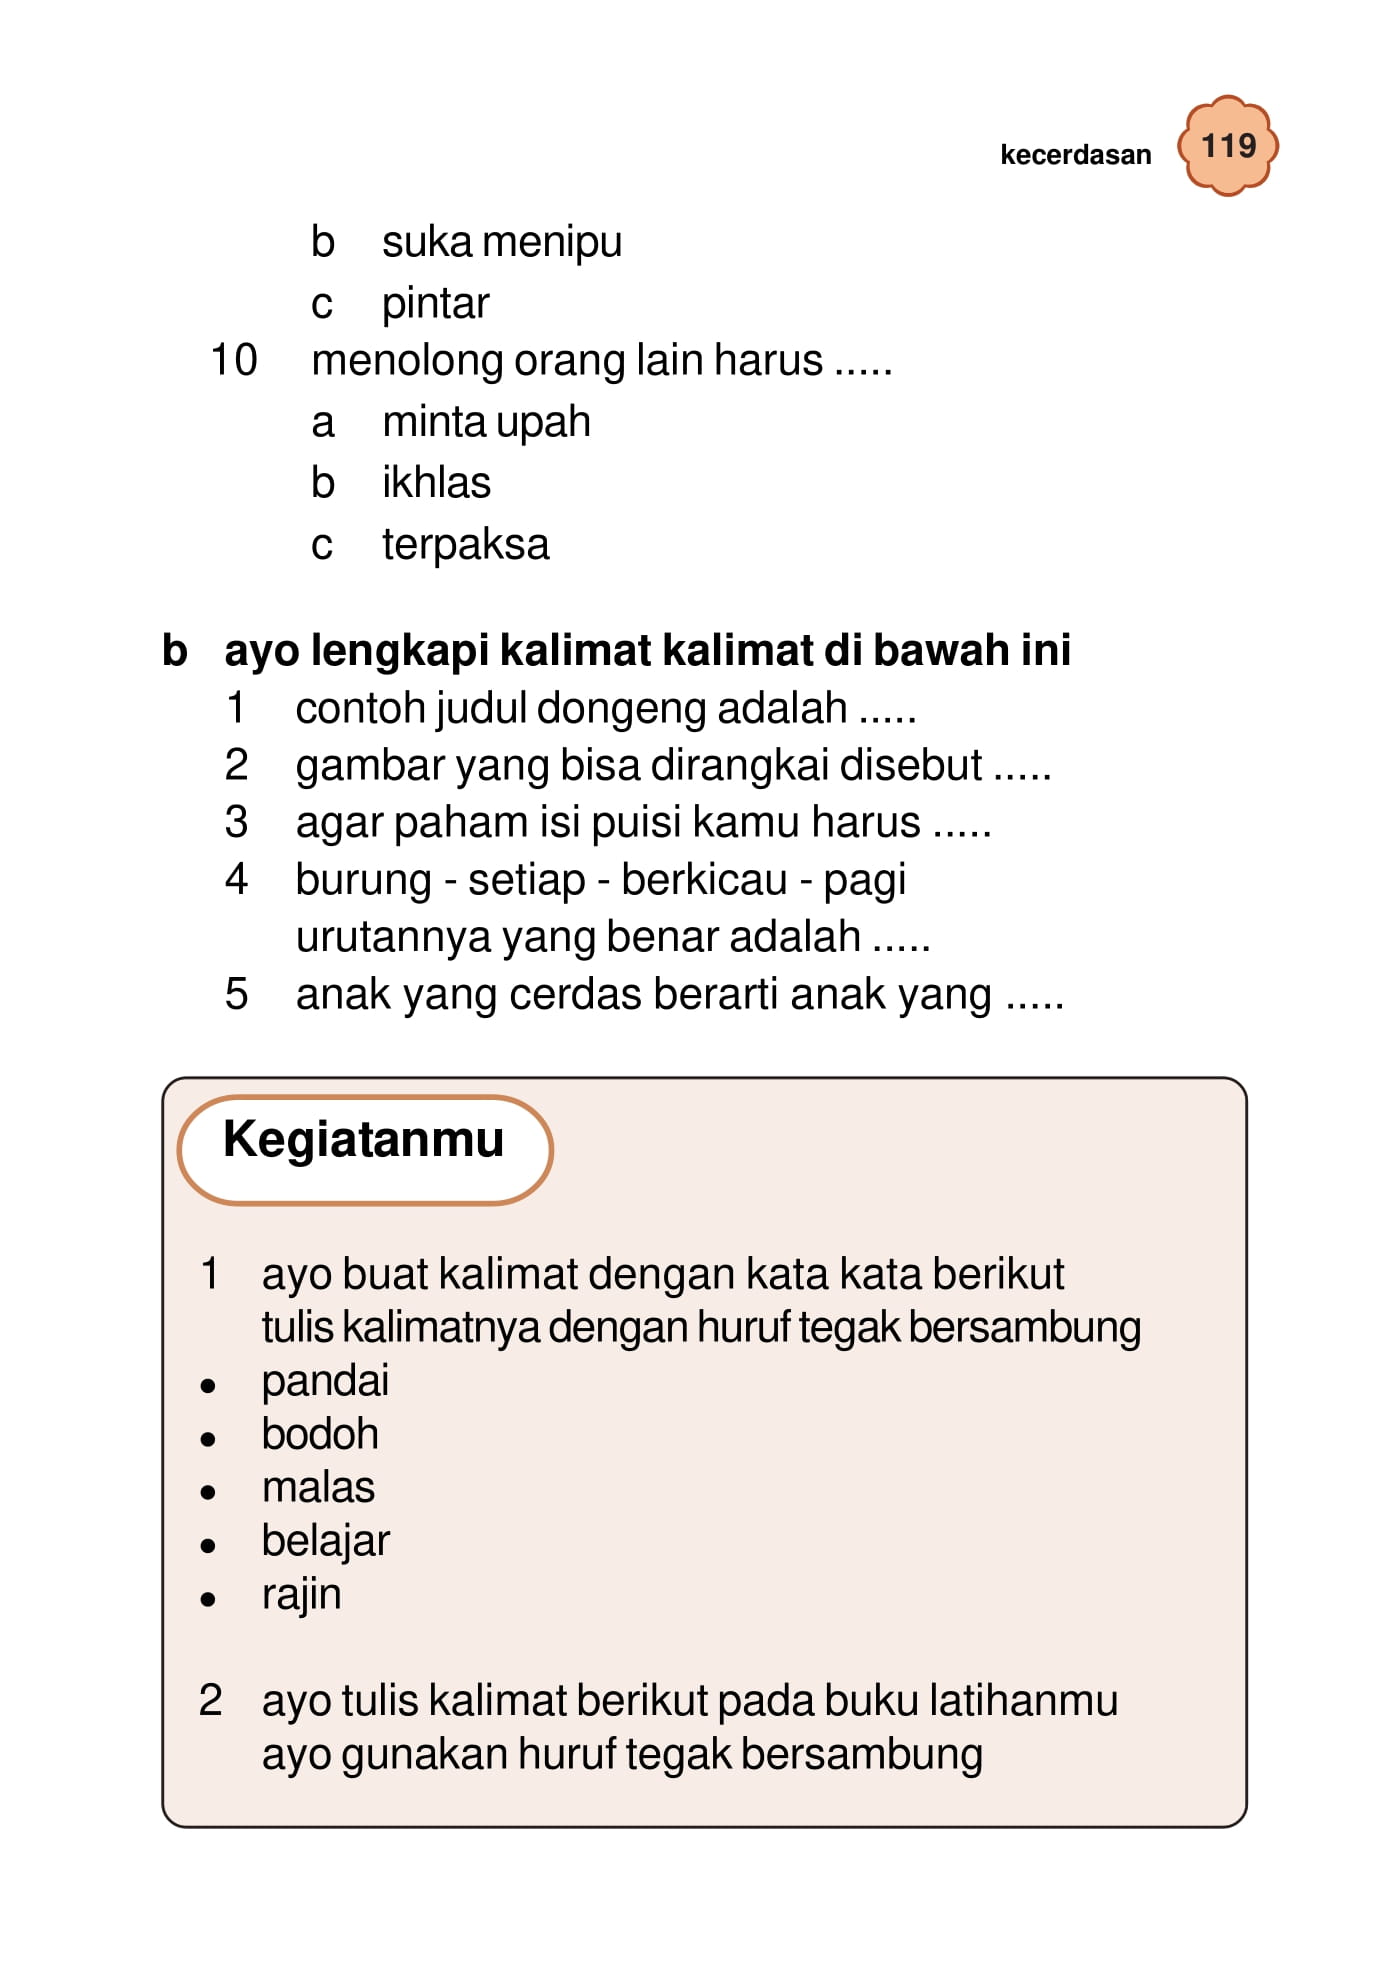 kecerdasan 119
b suka menipu
c pintar
10 menolong orang lain harus .....
a minta upah
b ikhlas
c terpaksa
b ayo lengkapi kalimat kalimat di bawah ini
1 contoh judul dongeng adalah .....
2 gambar yang bisa dirangkai disebut .....
3 agar paham isi puisi kamu harus .....
4 burung - setiap - berkicau - pagi
urutannya yang benar adalah .....
5 anak yang cerdas berarti anak yang .....
Kegiatanmu
1 ayo buat kalimat dengan kata kata berikut
tulis kalimatnya dengan huruf tegak bersambung
• pandai
• bodoh
• malas
• belajar
• rajin
2 ayo tulis kalimat berikut pada buku latihanmu
ayo gunakan huruf tegak bersambung